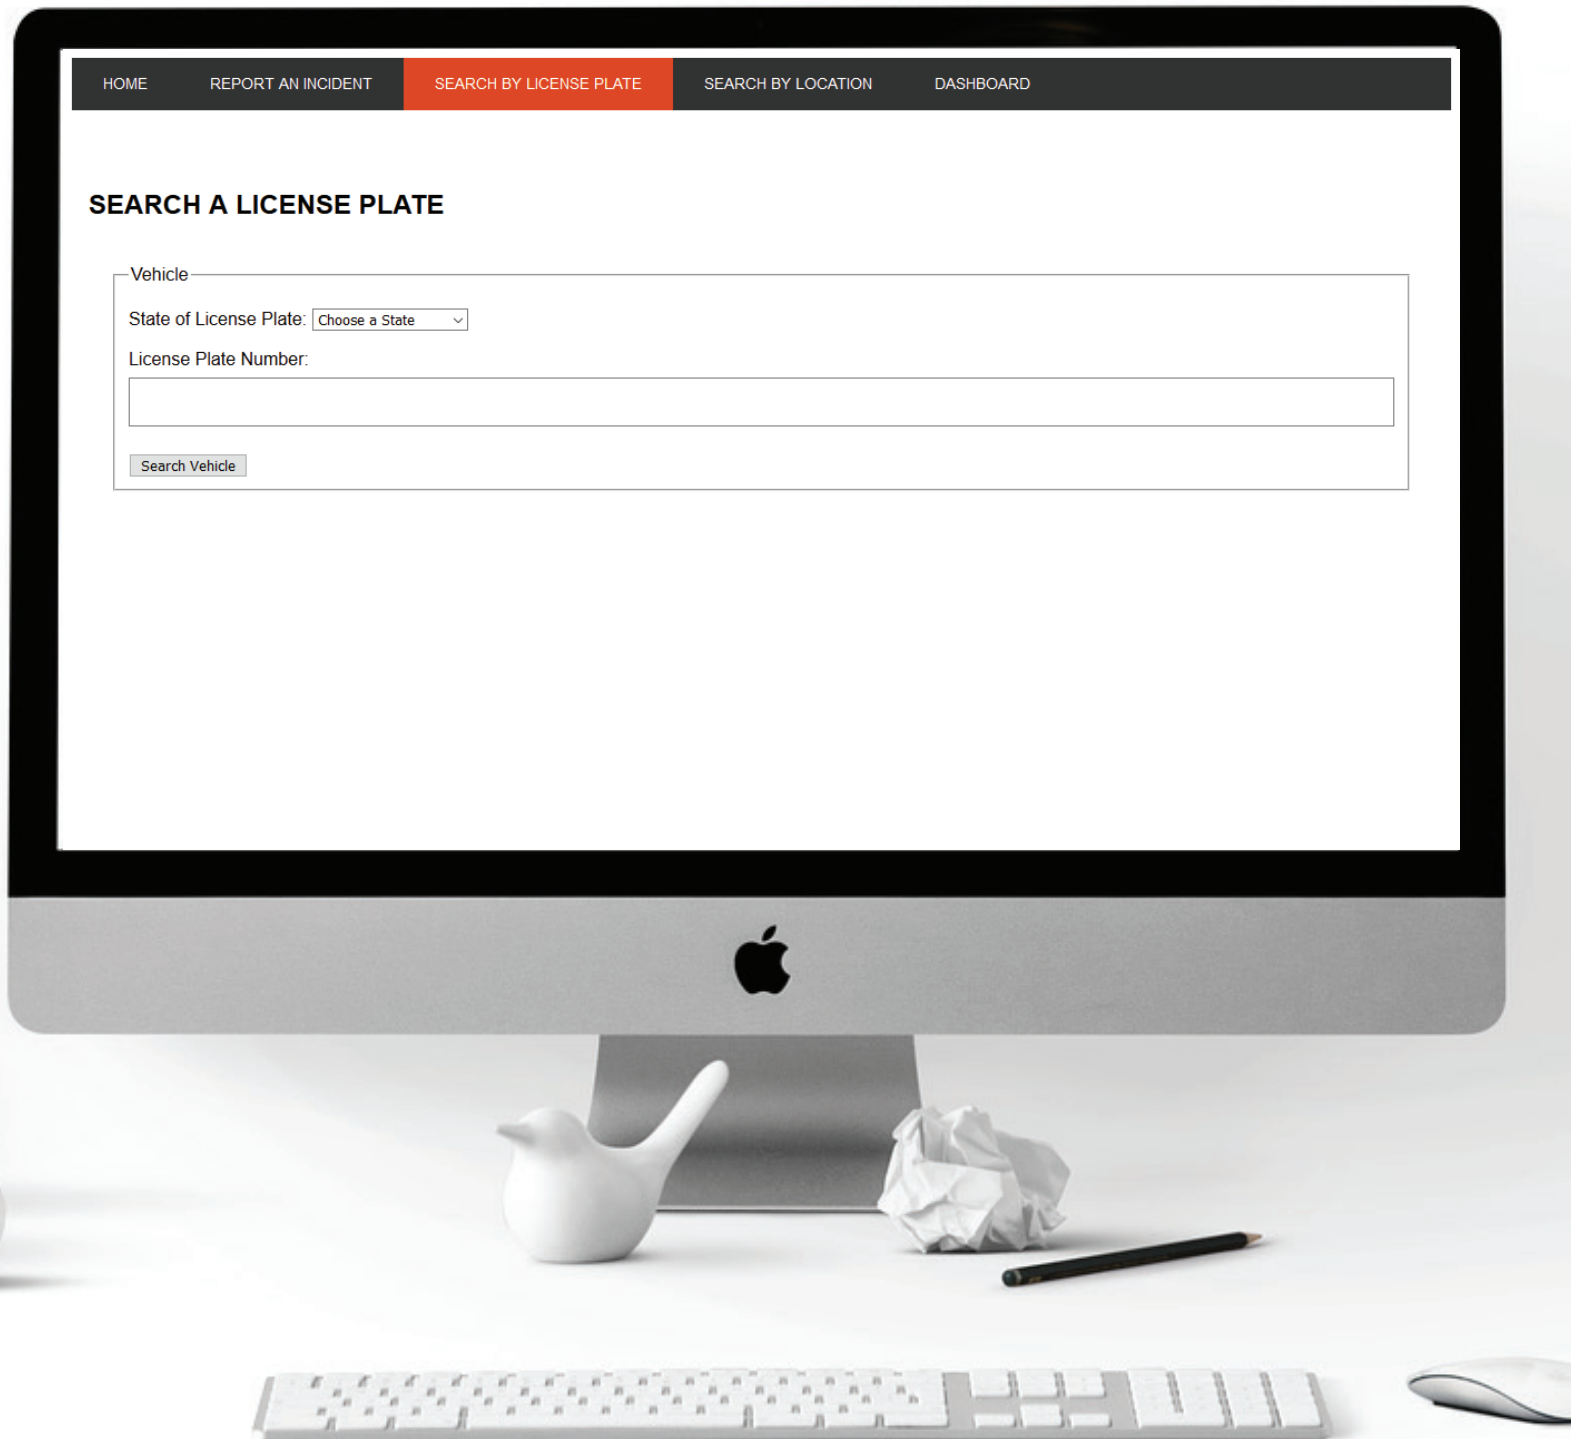 HOME REPORT AN INCIDENT SEARCH BY LICENSE PLATE SEARCH BY LOCATION DASHBOARD
SEARCH A LICENSE PLATE
Vehicle
State of License Plate: Choose a State
License Plate Number:
Search Vehicle